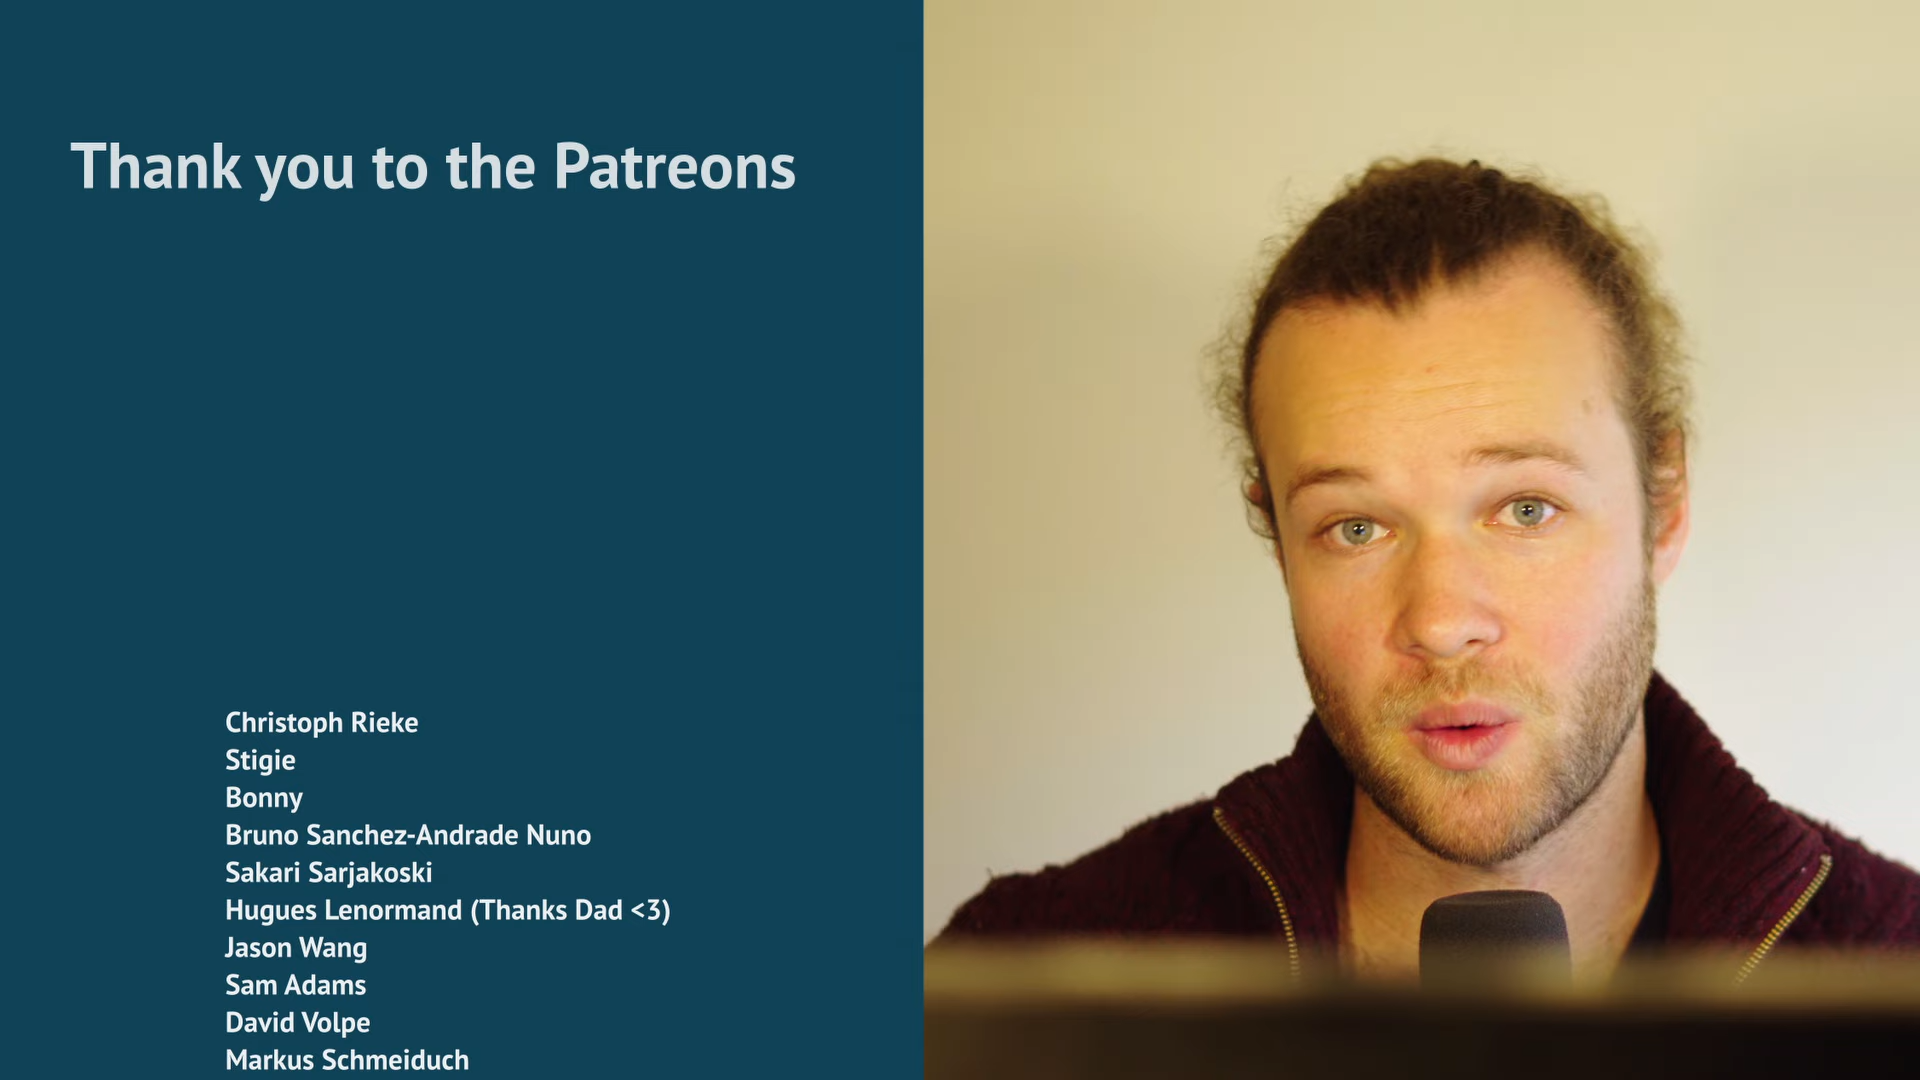 Thank you to the Patreons
Christoph Rieke
Stigie
Bonny
Bruno Sanchez-Andrade Nuno
Sakari Sarjakoski
Hugues Lenormand (Thanks Dad <3)
Jason Wang
Sam Adams
David Volpe
Markus Schmeiduch